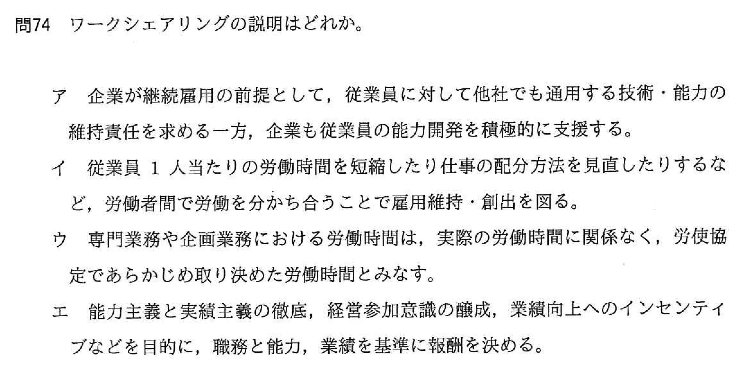 問74 ワークシェアリングの説明はどれか。
ア 企業が継続雇用の前提として，従業員に対して他社でも通用する技術・能力の
維持責任を求める一方，企業も従業員の能力開発を積極的に支援する。
イ 従業員 1 人当たりの労働時間を短縮したり仕事の配分方法を見直したりするな
ど，労働者間で労働を分かち合うことで雇用維持・創出を図る。
ウ 専門業務や企画業務における労働時間は，実際の労働時間に関係なく，労使協
定であらかじめ取り決めた労働時間とみなす。
エ 能力主義と実績主義の徹底，経営参加意識の醸成，業績向上へのインセンティ
ブなどを目的に，職務と能力，業績を基準に報酬を決める。